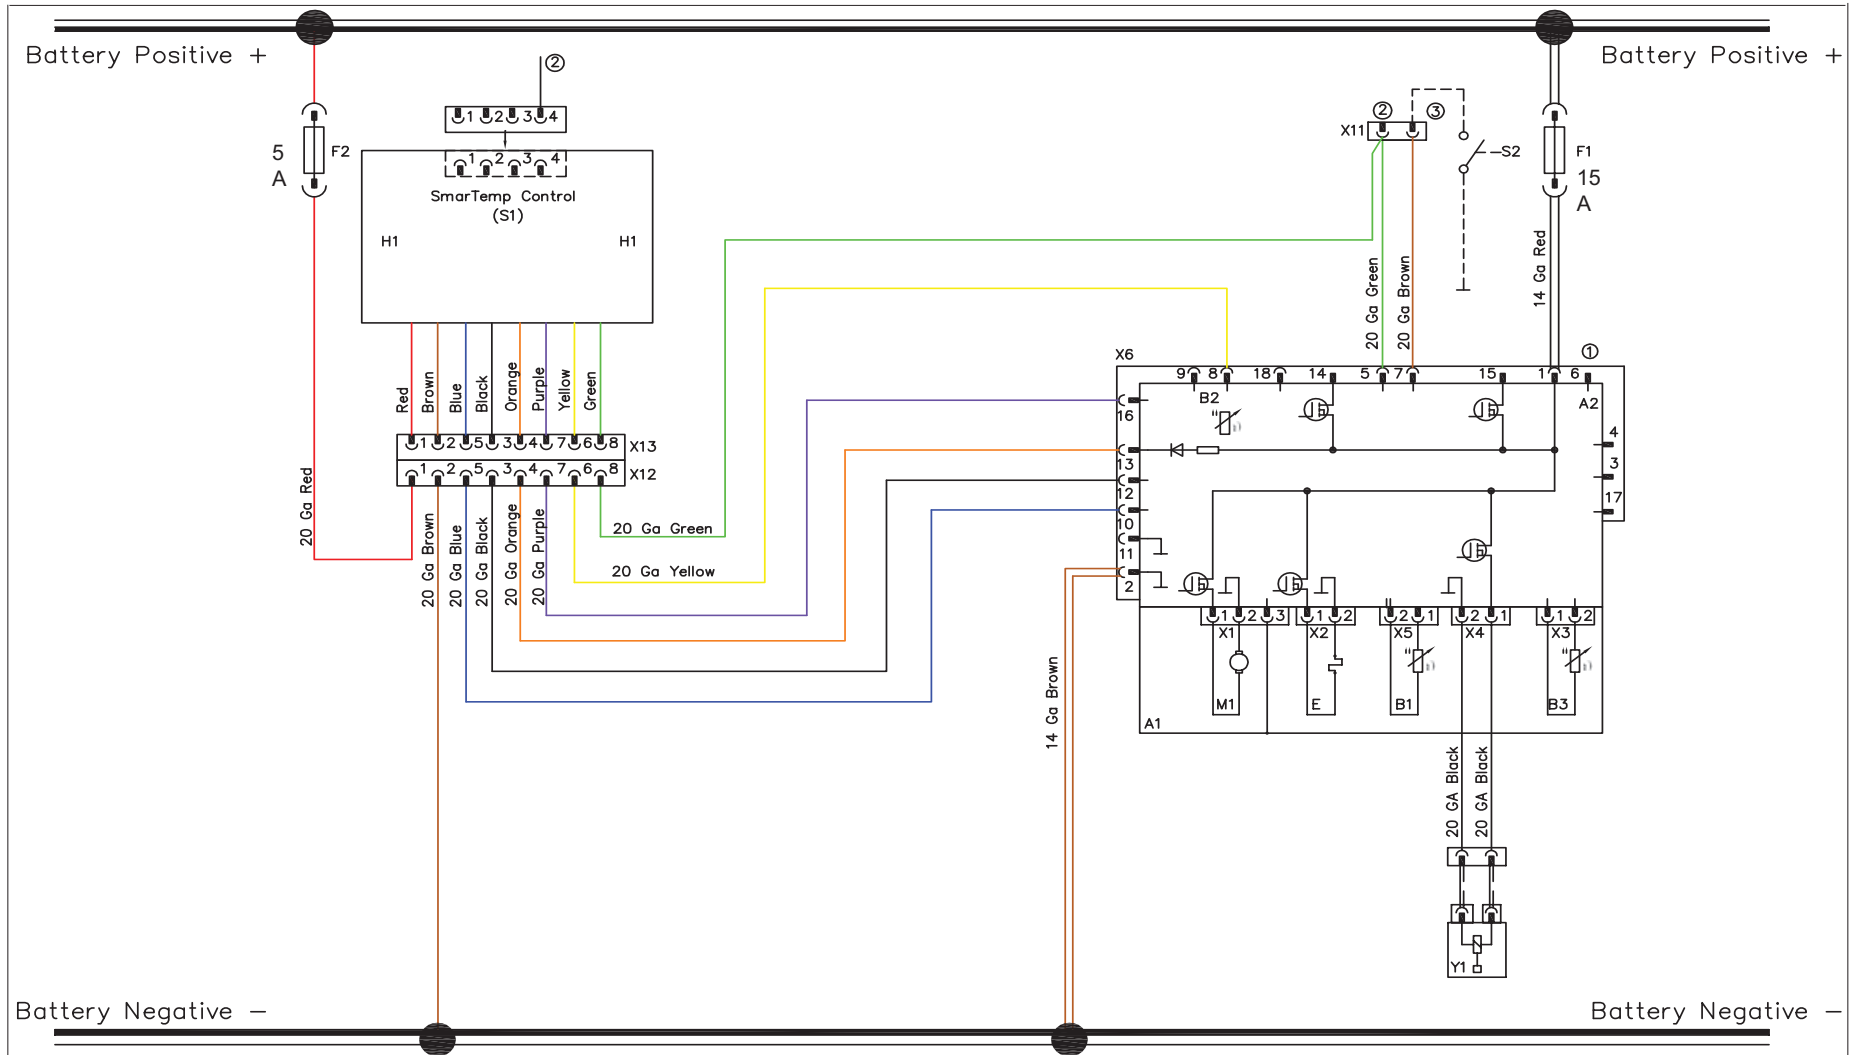 Battery Positive +
Battery Positive +
2
1 2 3 4
5
A
F2
1 2 3 4
SmarTemp Control
(S1)
H1
H1
2
3
X11
S2
F1
15
A
20 Ga Green
20 Ga Brown
14 Ga Red
Red
Brown
Blue
Black
Orange
Purple
Yellow
Green
1 2 5 3 4 7 6 8
X13
1 2 5 3 4 7 6 8
X12
20 Ga Red
20 Ga Brown
20 Ga Blue
20 Ga Black
20 Ga Orange
20 Ga Purple
20 Ga Green
20 Ga Yellow
X6
1
9 8 18 14 5 7 15 1 6
B2
A2
16
13
12
10
11
2
4
3
17
1 2 3
1 2
2 1
2 1
1 2
X1
X2
X5
X4
X3
M1
E
B1
B3
A1
14 Ga Brown
20 GA Black
20 GA Black
Y1
Battery Negative -
Battery Negative -